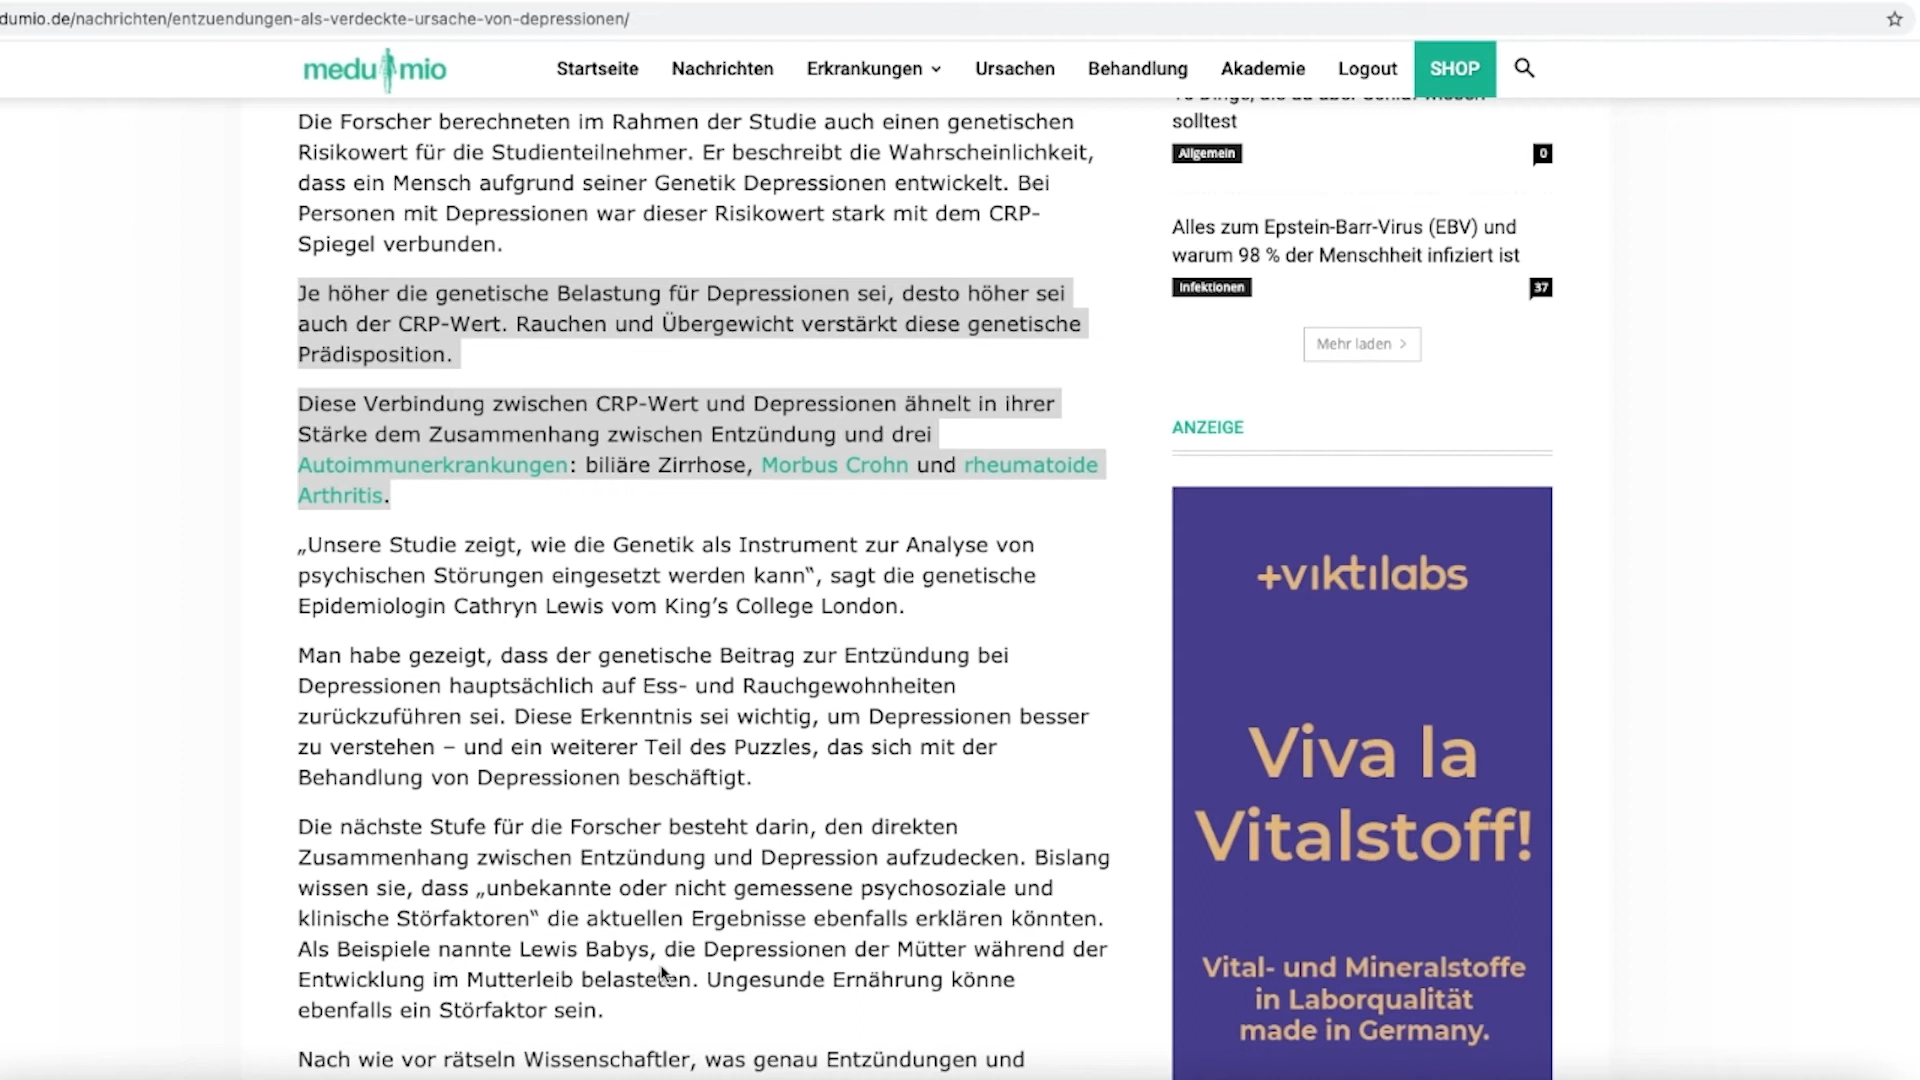 dumio.de/nachrichten/entzuendungen-als-verdeckte-ursache-von-depressionen/
medumio
Startseite Nachrichten Erkrankungen Ursachen Behandlung Akademie Logout SHOP
Die Forscher berechneten im Rahmen der Studie auch einen genetischen
Risikowert für die Studienteilnehmer. Er beschreibt die Wahrscheinlichkeit,
dass ein Mensch aufgrund seiner Genetik Depressionen entwickelt. Bei
Personen mit Depressionen war dieser Risikowert stark mit dem CRP-
Spiegel verbunden.
Je höher die genetische Belastung für Depressionen sei, desto höher sei
auch der CRP-Wert. Rauchen und Übergewicht verstärkt diese genetische
Prädisposition.
Diese Verbindung zwischen CRP-Wert und Depressionen ähnelt in ihrer
Stärke dem Zusammenhang zwischen Entzündung und drei
Autoimmunerkrankungen: biliäre Zirrhose, Morbus Crohn und rheumatoide
Arthritis.
„Unsere Studie zeigt, wie die Genetik als Instrument zur Analyse von
psychischen Störungen eingesetzt werden kann“, sagt die genetische
Epidemiologin Cathryn Lewis vom King’s College London.
Man habe gezeigt, dass der genetische Beitrag zur Entzündung bei
Depressionen hauptsächlich auf Ess- und Rauchgewohnheiten
zurückzuführen sei. Diese Erkenntnis sei wichtig, um Depressionen besser
zu verstehen – und ein weiterer Teil des Puzzles, das sich mit der
Behandlung von Depressionen beschäftigt.
Die nächste Stufe für die Forscher besteht darin, den direkten
Zusammenhang zwischen Entzündung und Depression aufzudecken. Bislang
wissen sie, dass „unbekannte oder nicht gemessene psychosoziale und
klinische Störfaktoren“ die aktuellen Ergebnisse ebenfalls erklären könnten.
Als Beispiele nannte Lewis Babys, die Depressionen der Mütter während der
Entwicklung im Mutterleib belasteten. Ungesunde Ernährung könne
ebenfalls ein Störfaktor sein.
Nach wie vor rätseln Wissenschaftler, was genau Entzündungen und
solltest
Allgemein 0
Alles zum Epstein-Barr-Virus (EBV) und
warum 98 % der Menschheit infiziert ist
Infektionen 37
Mehr laden
ANZEIGE
+viktilabs
Viva la
Vitalstoff!
Vital- und Mineralstoffe
in Laborqualität
made in Germany.